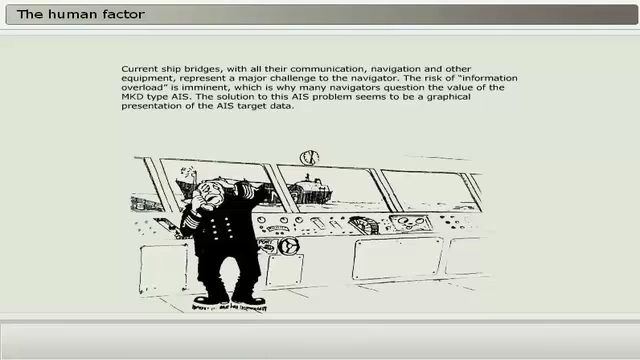 The human factor
Current ship bridges, with all their communication, navigation and other
equipment, represent a major challenge to the navigator. The risk of “information
overload” is imminent, which is why many navigators question the value of the
MKD type AIS. The solution to this AIS problem seems to be a graphical
presentation of the AIS target data.
PORT